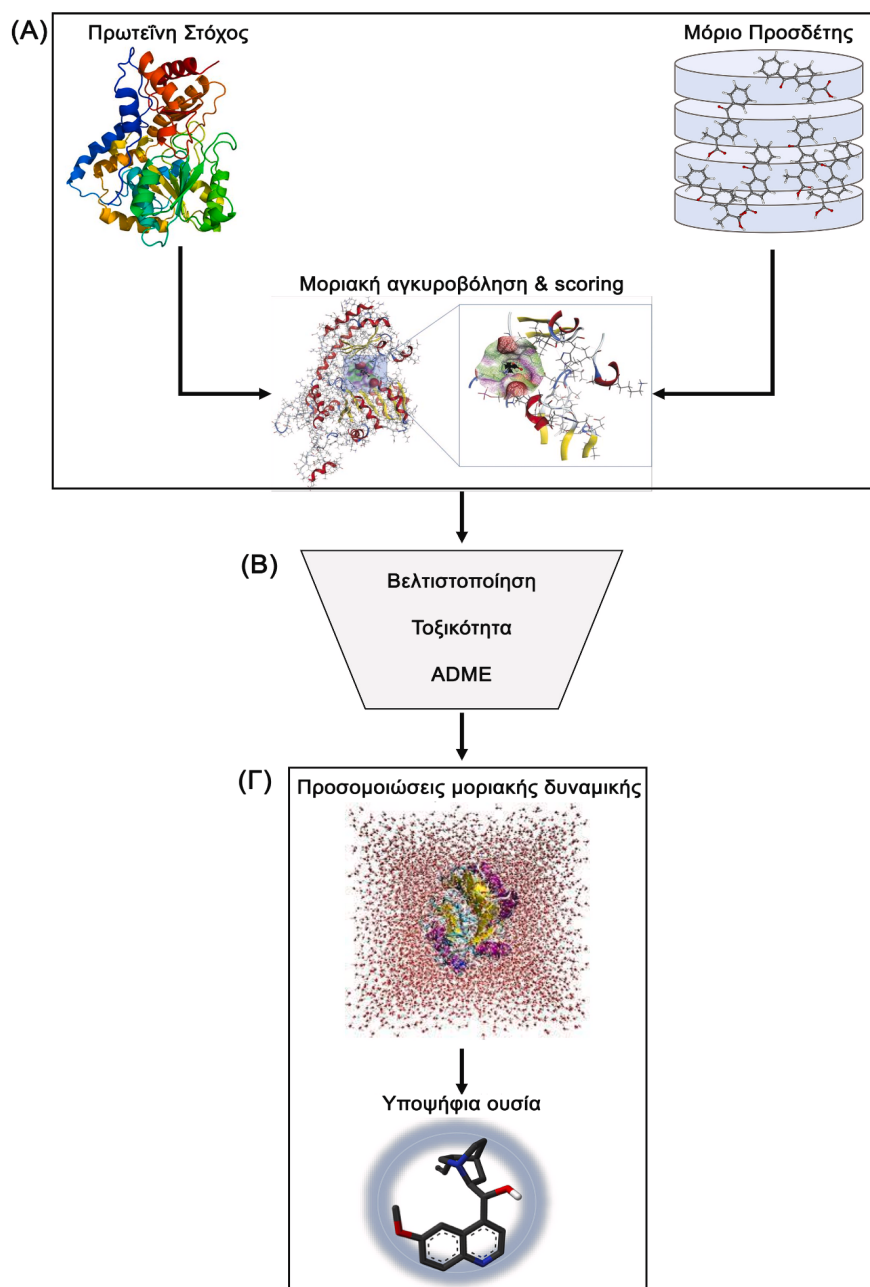 (Α)
Πρωτεΐνη Στόχος
Μόριο Προσδέτης
Μοριακή αγκυροβόληση & scoring
(Β)
Βελτιστοποίηση
Τοξικότητα
ADME
(Γ)
Προσομοιώσεις μοριακής δυναμικής
Υποψήφια ουσία